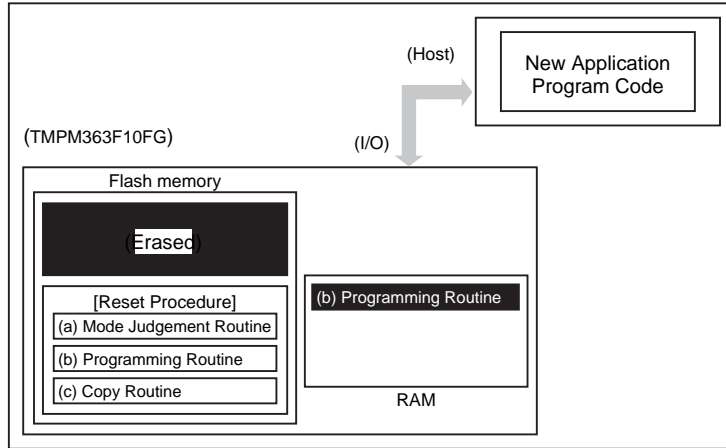 (Host)
New Application
Program Code
(TMPM363F10FG)
(I/O)
Flash memory
(Erased)
[Reset Procedure]
(a) Mode Judgement Routine
(b) Programming Routine
(c) Copy Routine
(b) Programming Routine
RAM